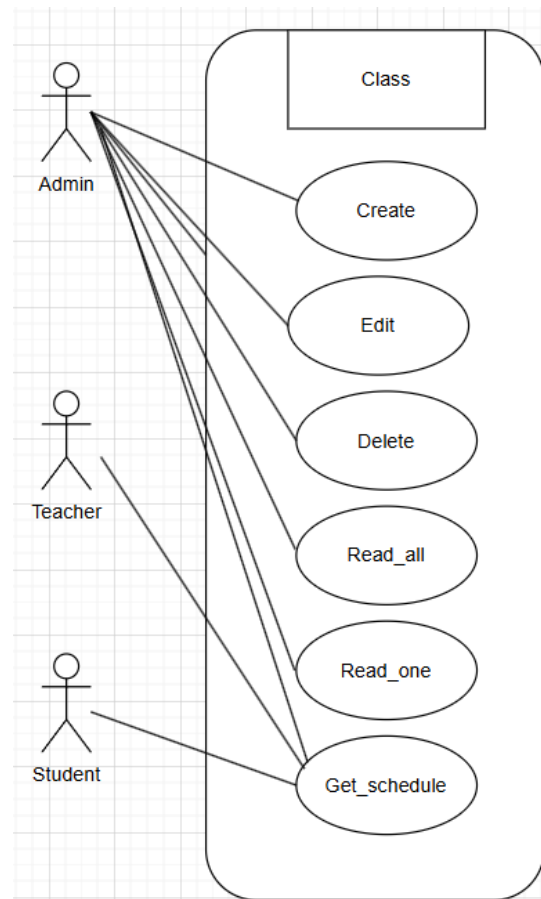 Class
Admin
Create
Edit
Delete
Teacher
Read_all
Read_one
Student
Get_schedule